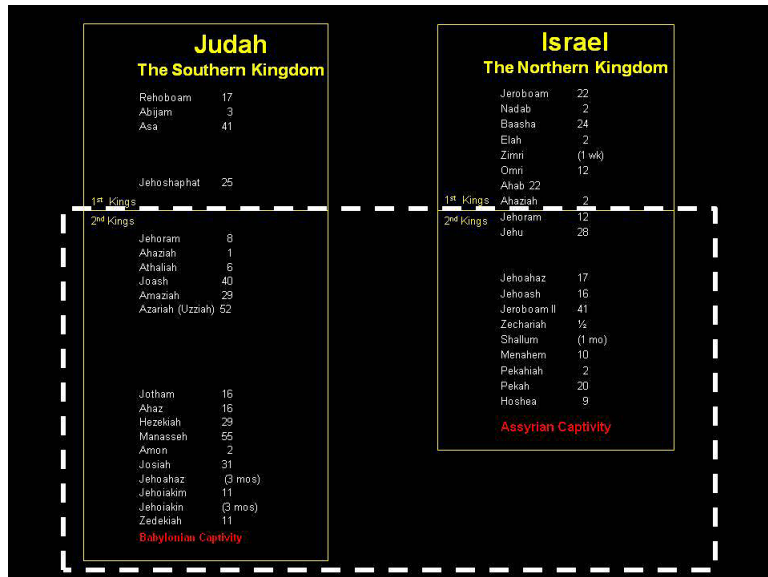 Judah
The Southern Kingdom
Rehoboam 17
Abijam 3
Asa 41
Jehoshaphat 25
1st Kings
2nd Kings
Jehoram 8
Ahaziah 1
Athaliah 6
Joash 40
Amaziah 29
Azariah (Uzziah) 52
Jotham 16
Ahaz 16
Hezekiah 29
Manasseh 55
Amon 2
Josiah 31
Jehoahaz (3 mos)
Jehoiakim 11
Jehoiakin (3 mos)
Zedekiah 11
Babylonian Captivity
Israel
The Northern Kingdom
Jeroboam 22
Nadab 2
Baasha 24
Elah 2
Zimri (1 wk)
Omri 12
Ahab 22
1st Kings Ahaziah 2
2nd Kings Jehoram 12
Jehu 28
Jehoahaz 17
Jehoash 16
Jeroboam II 41
Zechariah ½
Shallum (1 mo)
Menahem 10
Pekahiah 2
Pekah 20
Hoshea 9
Assyrian Captivity